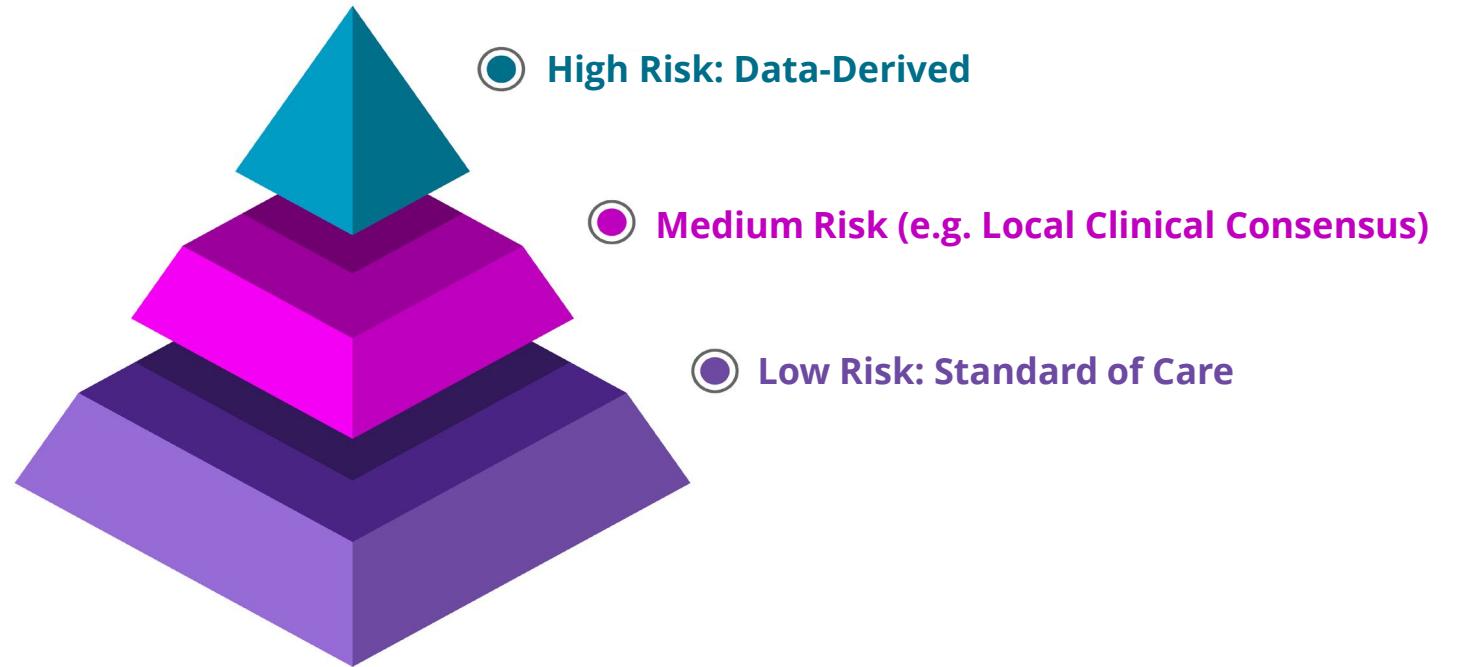 High Risk: Data-Derived
Medium Risk (e.g. Local Clinical Consensus)
Low Risk: Standard of Care